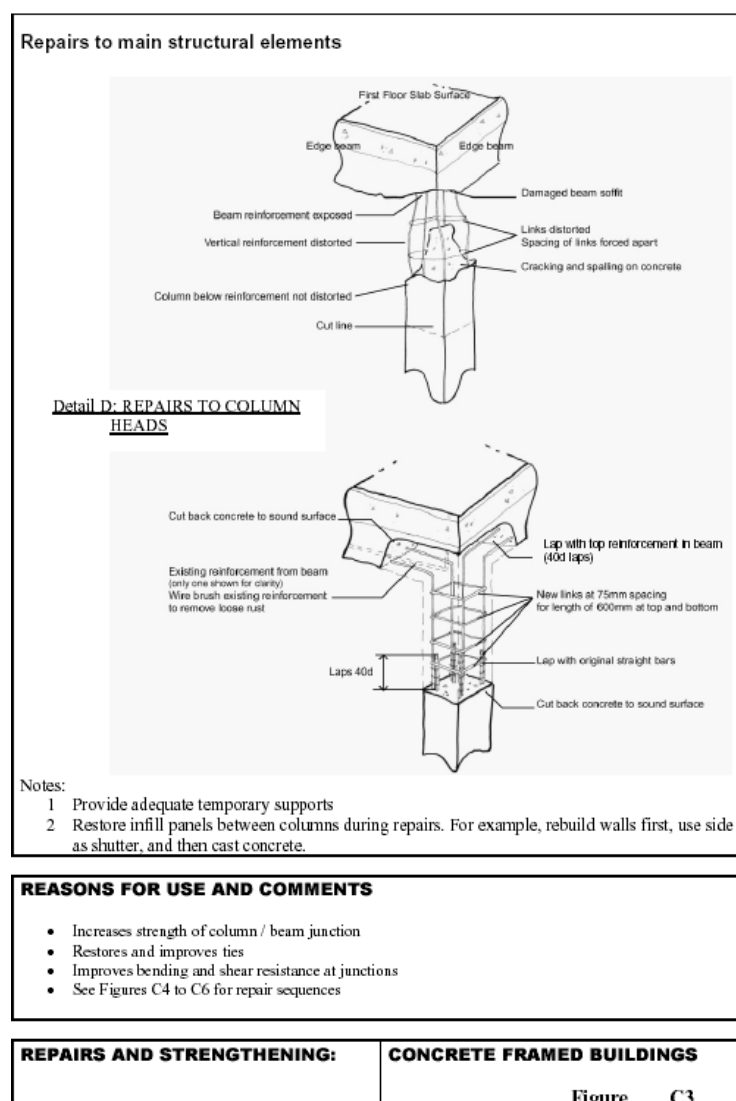 Repairs to main structural elements
First Floor Slab Surface
Edge beam
Edge beam
Damaged beam soffit
Beam reinforcement exposed
Links distorted
Spacing of links forced apart
Vertical reinforcement distorted
Cracking and spalling on concrete
Column below reinforcement not distorted
Cut line
Detail D: REPAIRS TO COLUMN
HEADS
Cut back concrete to sound surface
Lap with top reinforcement in beam
(40d laps)
Existing reinforcement from beam
(only one shown for clarity)
Wire brush existing reinforcement
to remove loose rust
New links at 75mm spacing
for length of 600mm at top and bottom
Laps 40d
Lap with original straight bars
Cut back concrete to sound surface
Notes:
1 Provide adequate temporary supports
2 Restore infill panels between columns during repairs. For example, rebuild walls first, use side
as shutter, and then cast concrete.
REASONS FOR USE AND COMMENTS
• Increases strength of column / beam junction
• Restores and improves ties
• Improves bending and shear resistance at junctions
• See Figures C4 to C6 for repair sequences
REPAIRS AND STRENGTHENING:
CONCRETE FRAMED BUILDINGS
Figure C3